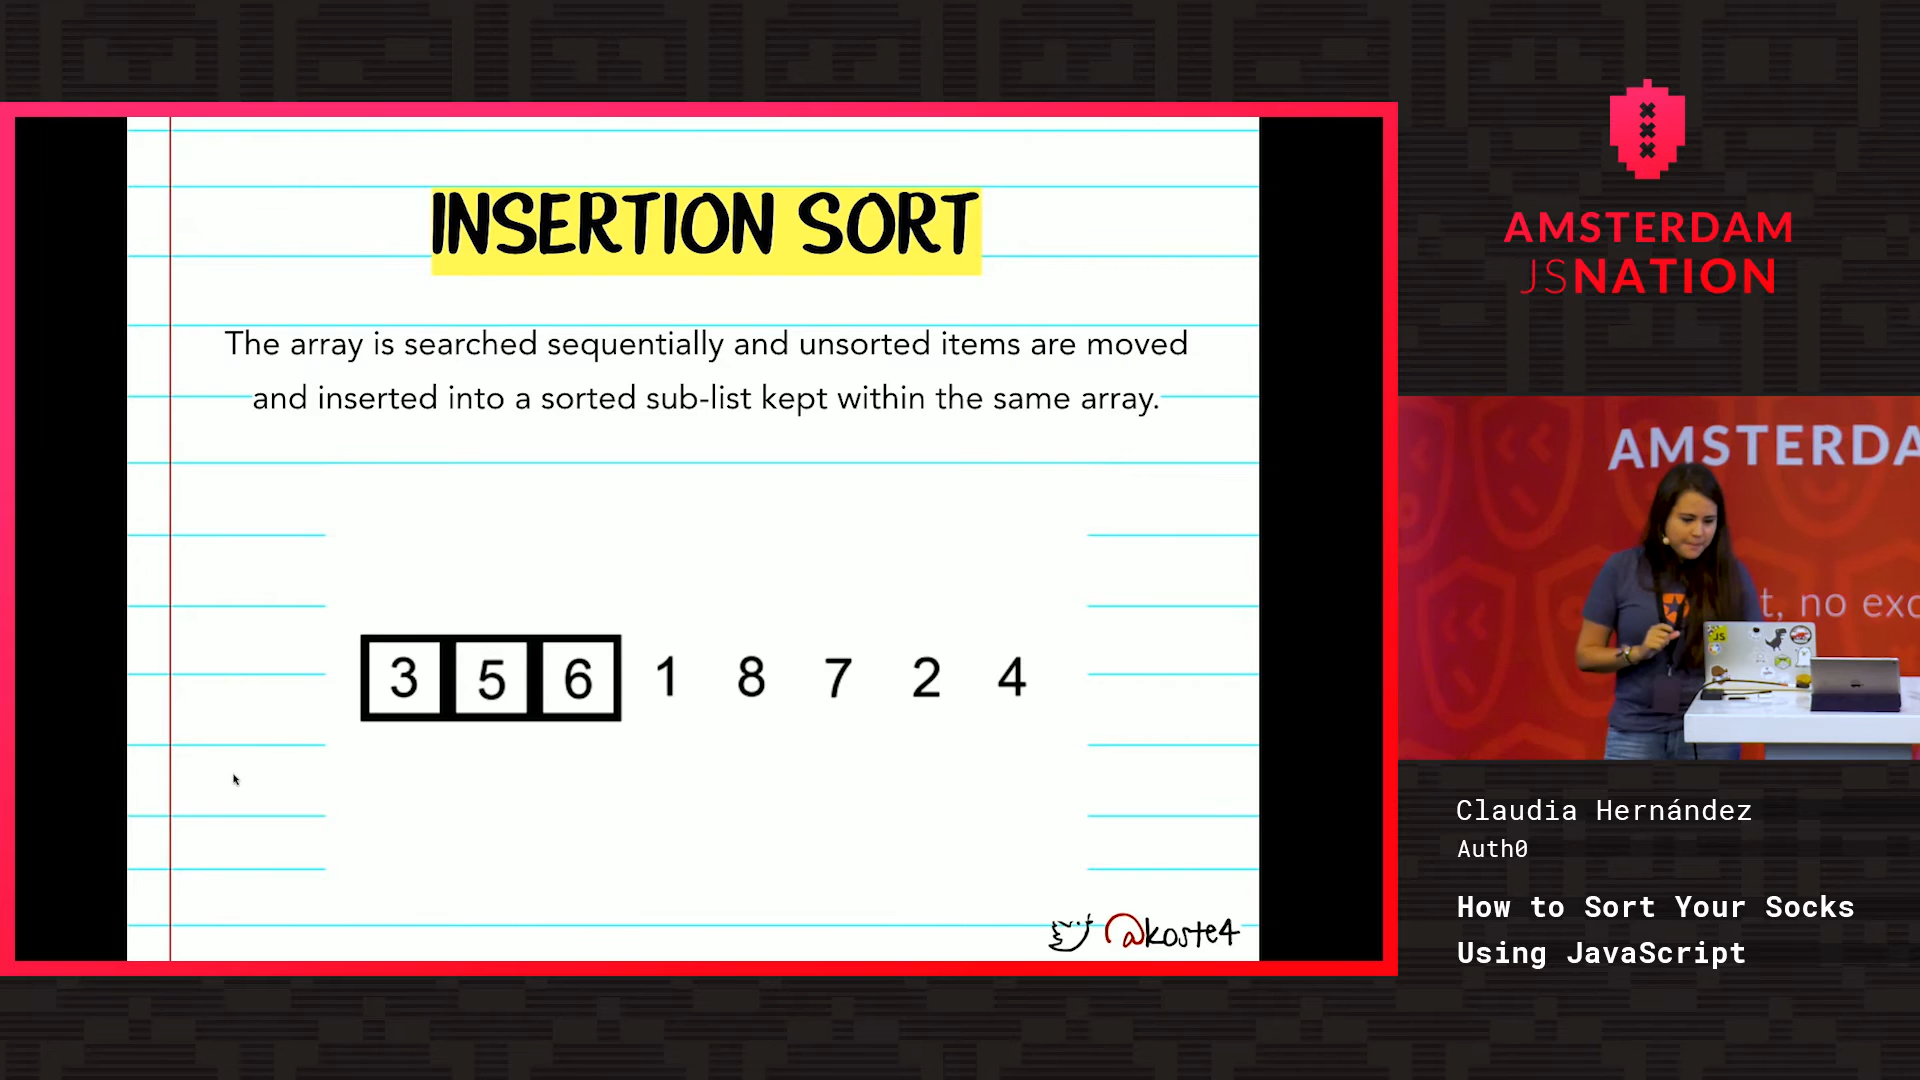 INSERTION SORT
The array is searched sequentially and unsorted items are moved
and inserted into a sorted sub-list kept within the same array.
3 5 6 1 8 7 2 4
@koste4
AMSTERDAM
JSNATION
AMSTERDA
t, no exc
JS
Claudia Hernández
Auth0
How to Sort Your Socks
Using JavaScript